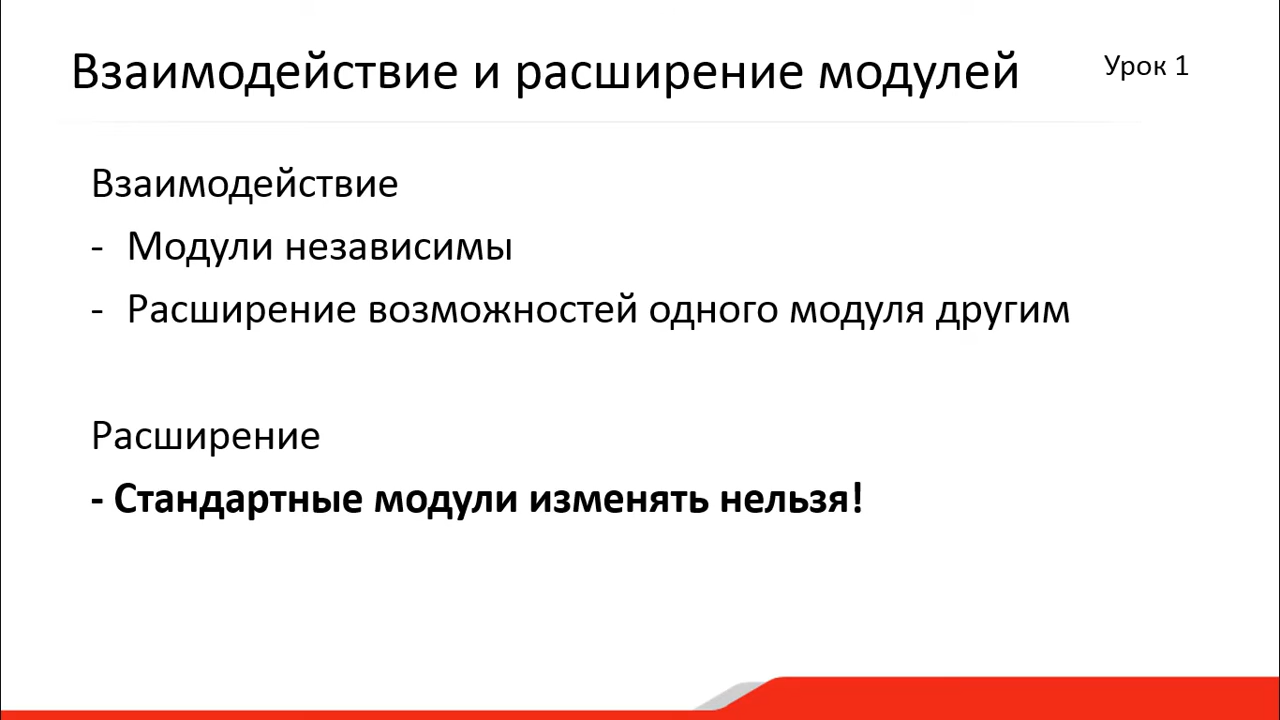 Взаимодействие и расширение модулей
Урок 1
Взаимодействие
- Модули независимы
- Расширение возможностей одного модуля другим
Расширение
- Стандартные модули изменять нельзя!